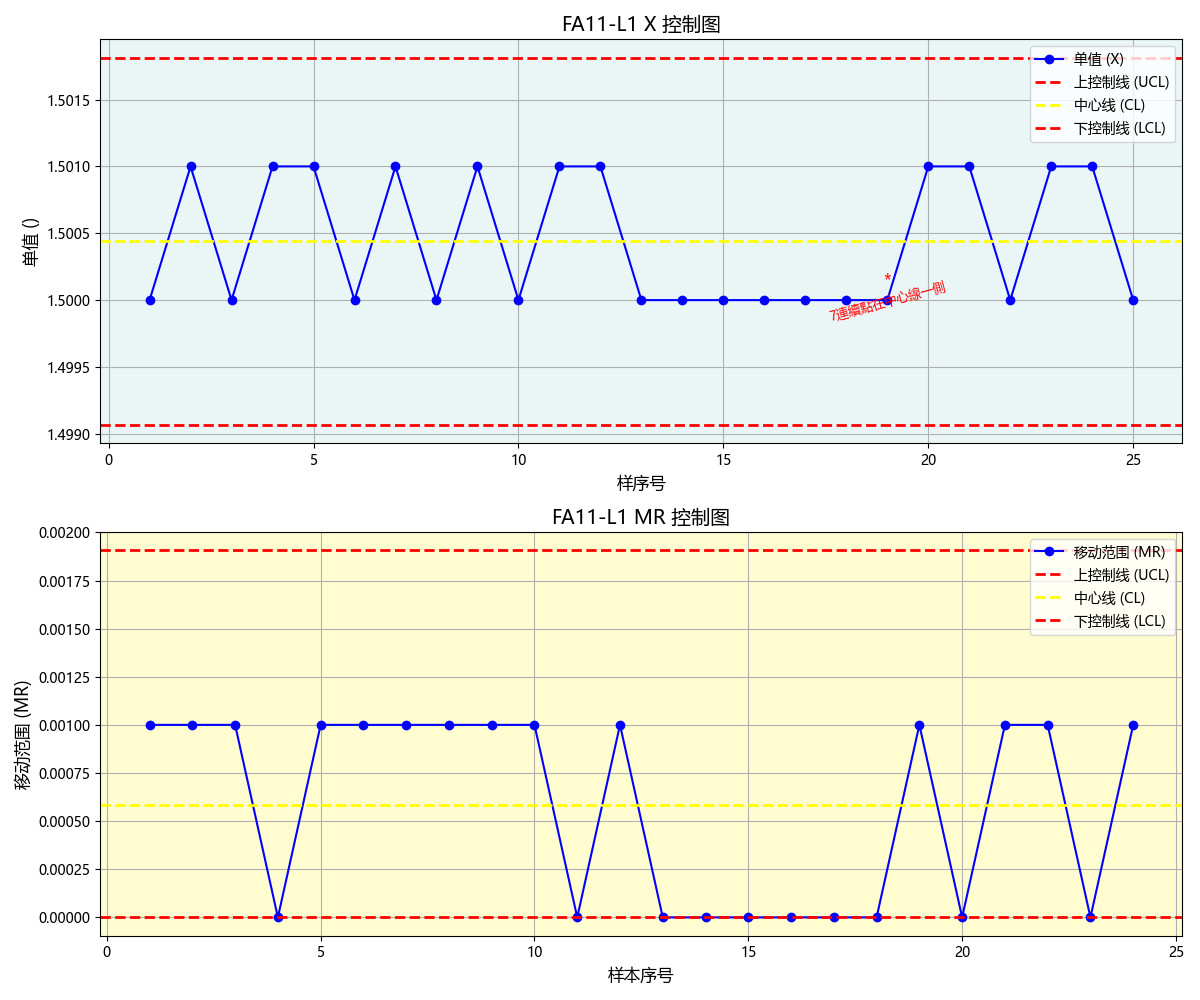 FA11-L1 X 控制图
单值 (X)
上控制线 (UCL)
中心线 (CL)
下控制线 (LCL)
单值 ()
1.5015
1.5010
1.5005
1.5000
1.4995
1.4990
*
7連續點在中心線一側
0 5 10 15 20 25
样序号
FA11-L1 MR 控制图
移动范围 (MR)
上控制线 (UCL)
中心线 (CL)
下控制线 (LCL)
移动范围 (MR)
0.00200
0.00175
0.00150
0.00125
0.00100
0.00075
0.00050
0.00025
0.00000
0 5 10 15 20 25
样本序号